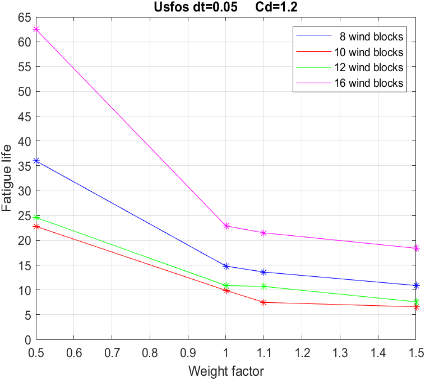 Usfos dt=0.05 Cd=1.2
8 wind blocks
10 wind blocks
12 wind blocks
16 wind blocks
Fatigue life
65
60
55
50
45
40
35
30
25
20
15
10
5
0
0.5 0.6 0.7 0.8 0.9 1 1.1 1.2 1.3 1.4 1.5
Weight factor